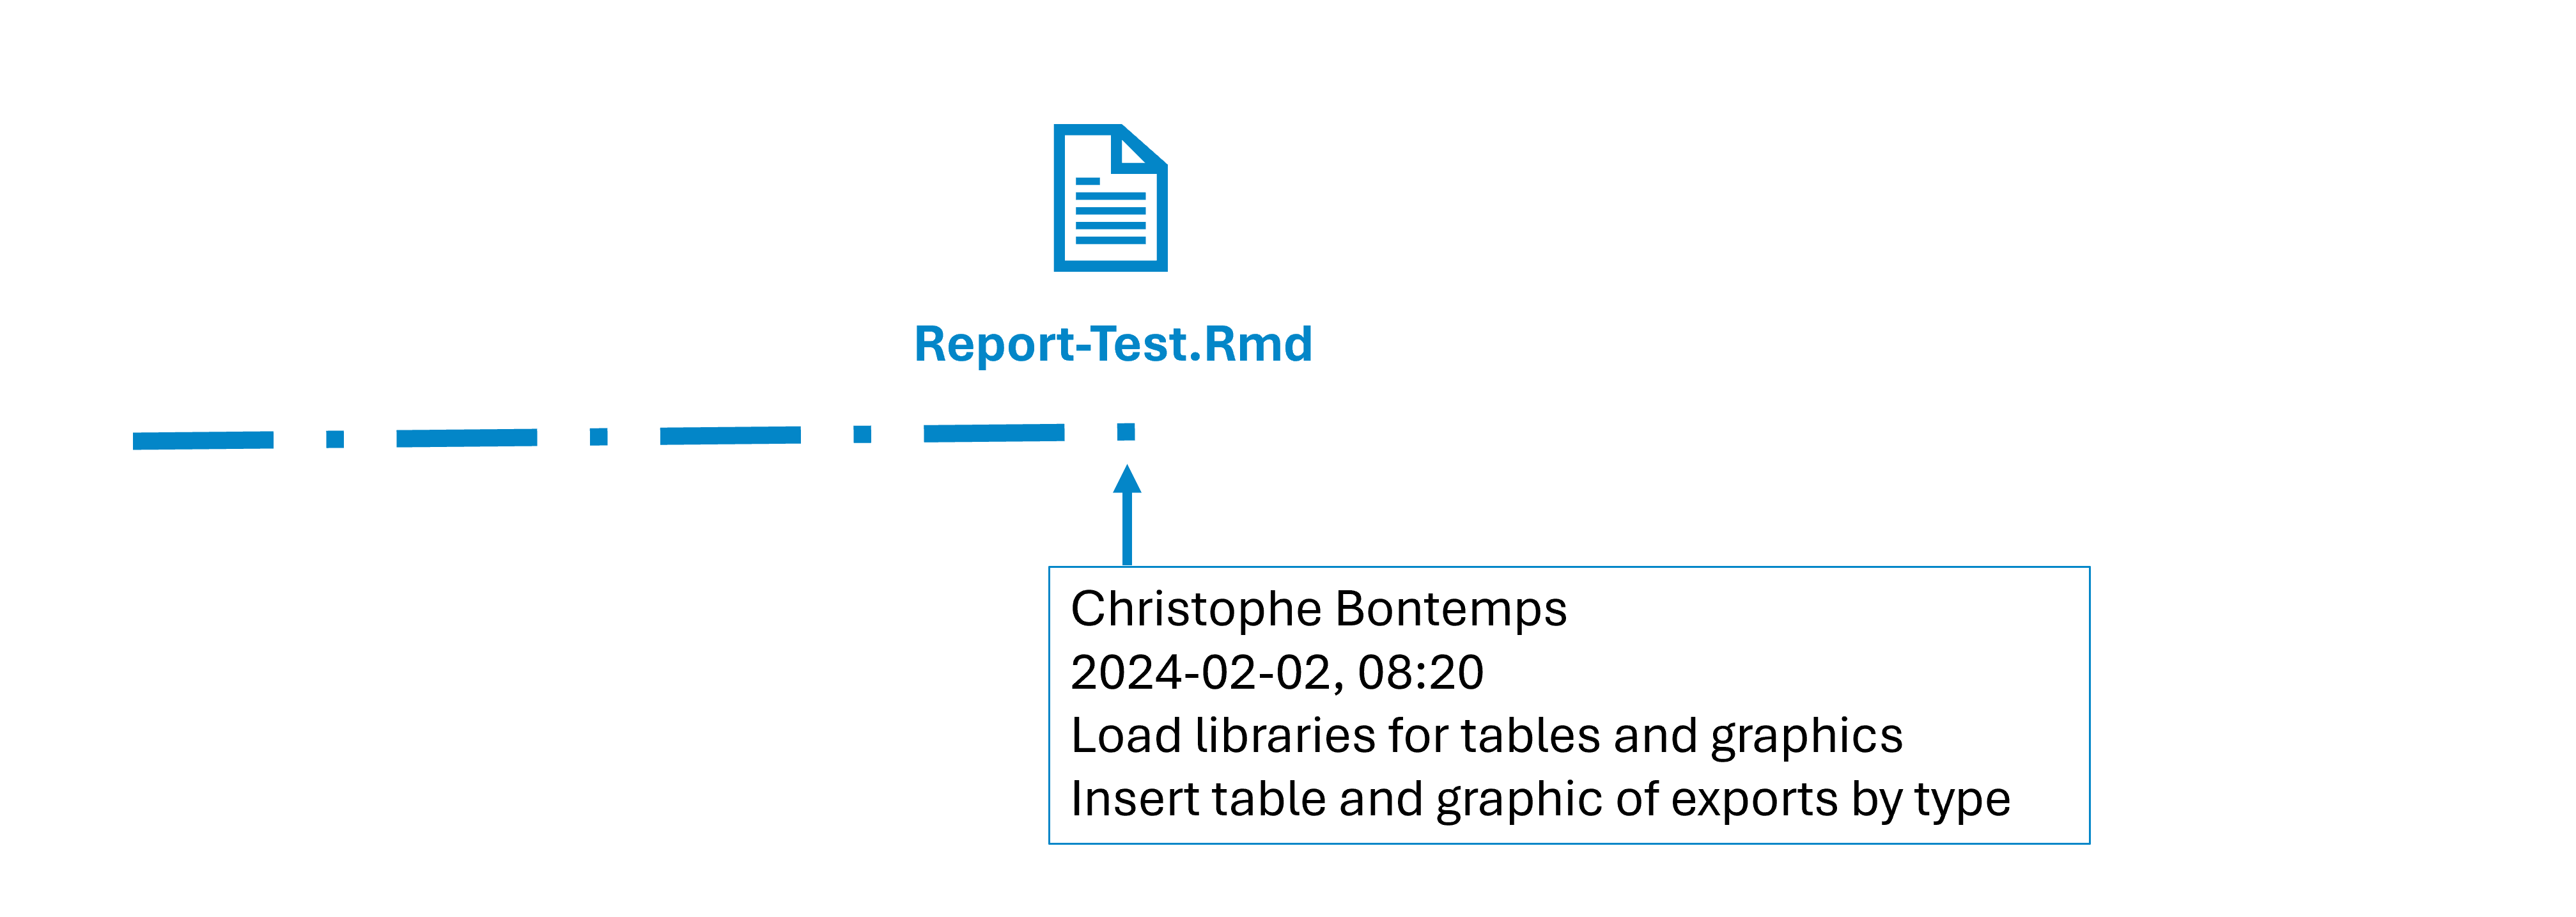 Report-Test.Rmd
Christophe Bontemps
2024-02-02, 08:20
Load libraries for tables and graphics
Insert table and graphic of exports by type